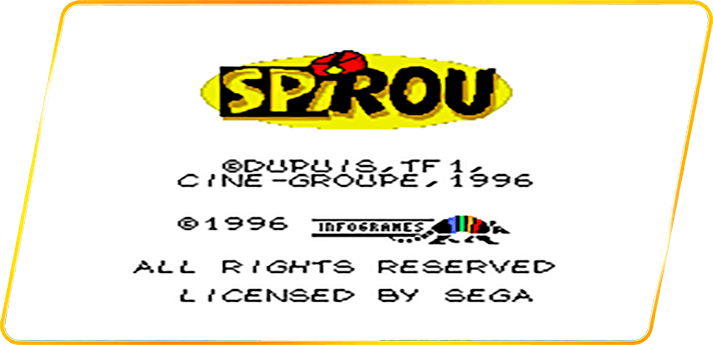 SPIROU
©DUPUIS,TF1,
CINE-GROUPE,1996
©1996 INFOGRAMES
ALL RIGHTS RESERVED
LICENSED BY SEGA